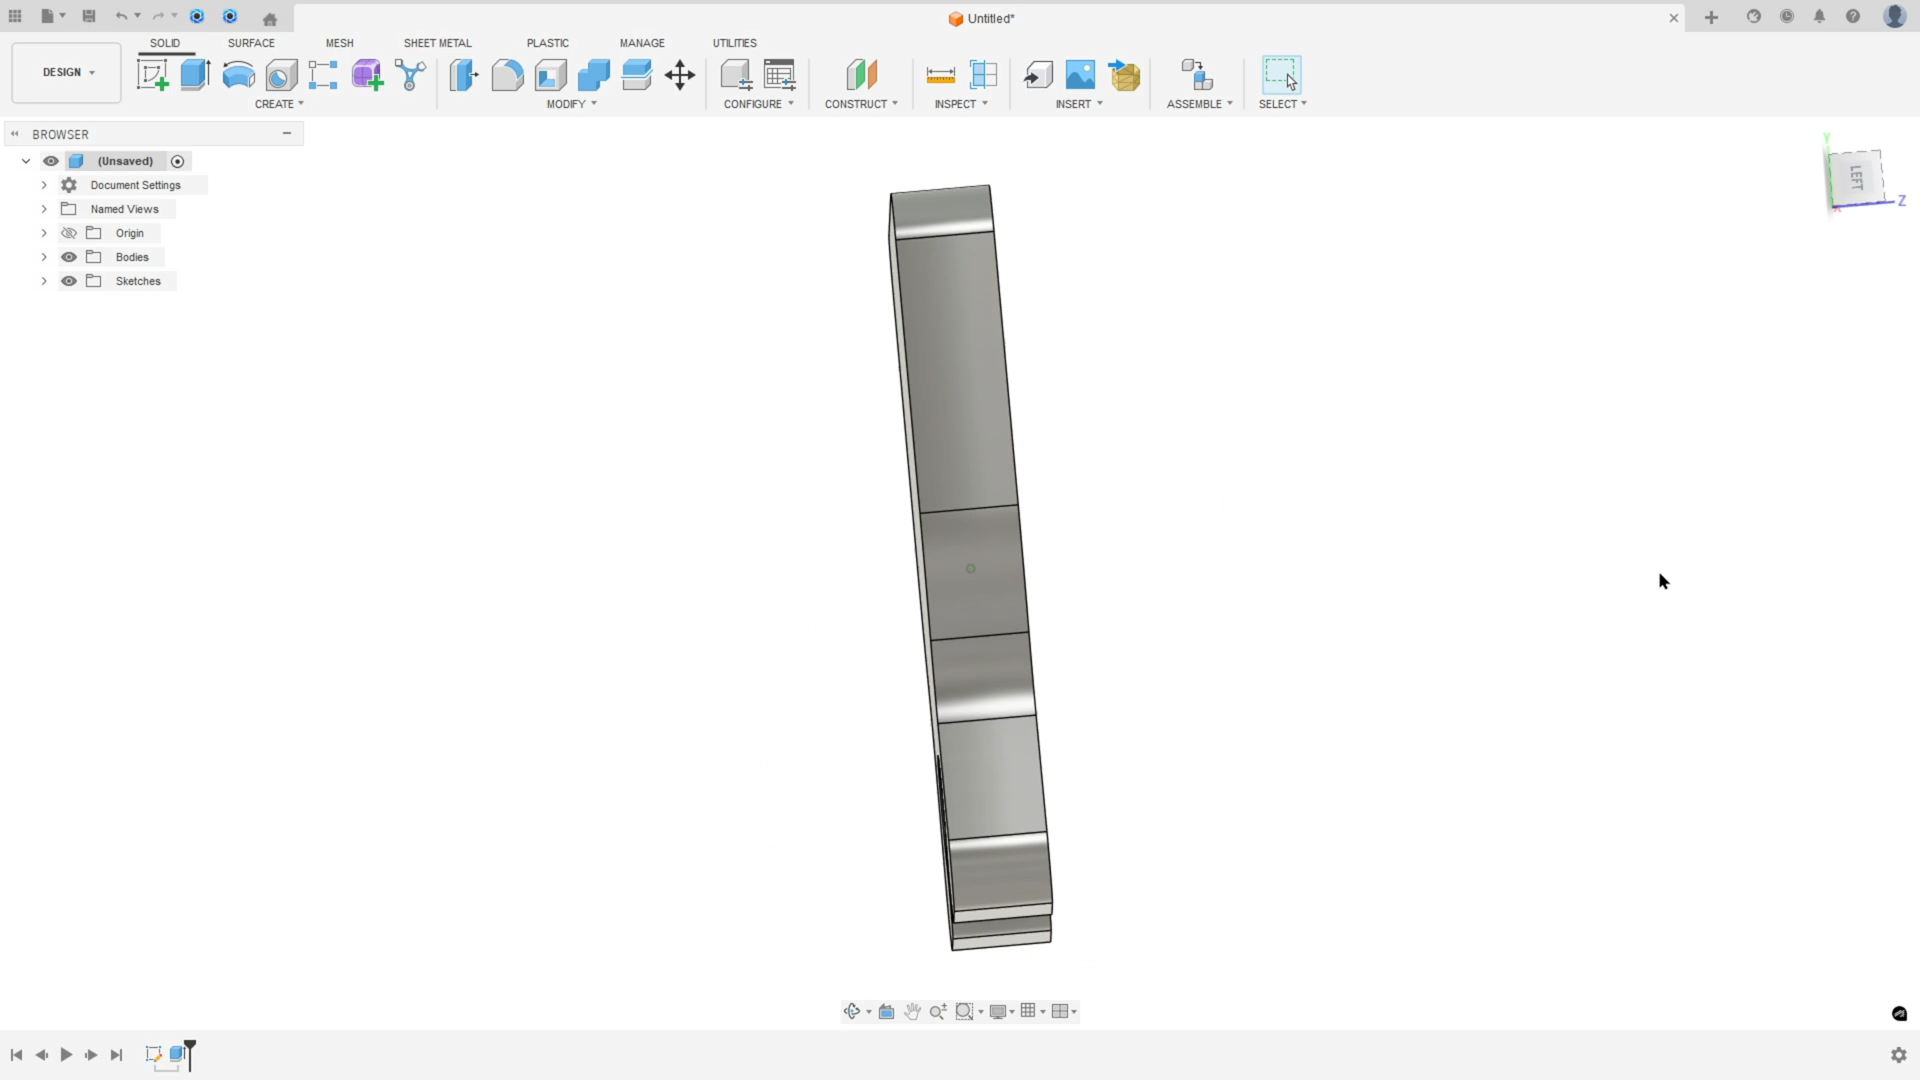 Untitled*
SOLID SURFACE MESH SHEET METAL PLASTIC MANAGE UTILITIES
DESIGN
CREATE MODIFY CONFIGURE CONSTRUCT INSPECT INSERT ASSEMBLE SELECT
BROWSER
(Unsaved)
Document Settings
Named Views
Origin
Bodies
Sketches
Y
LEFT
Z
X